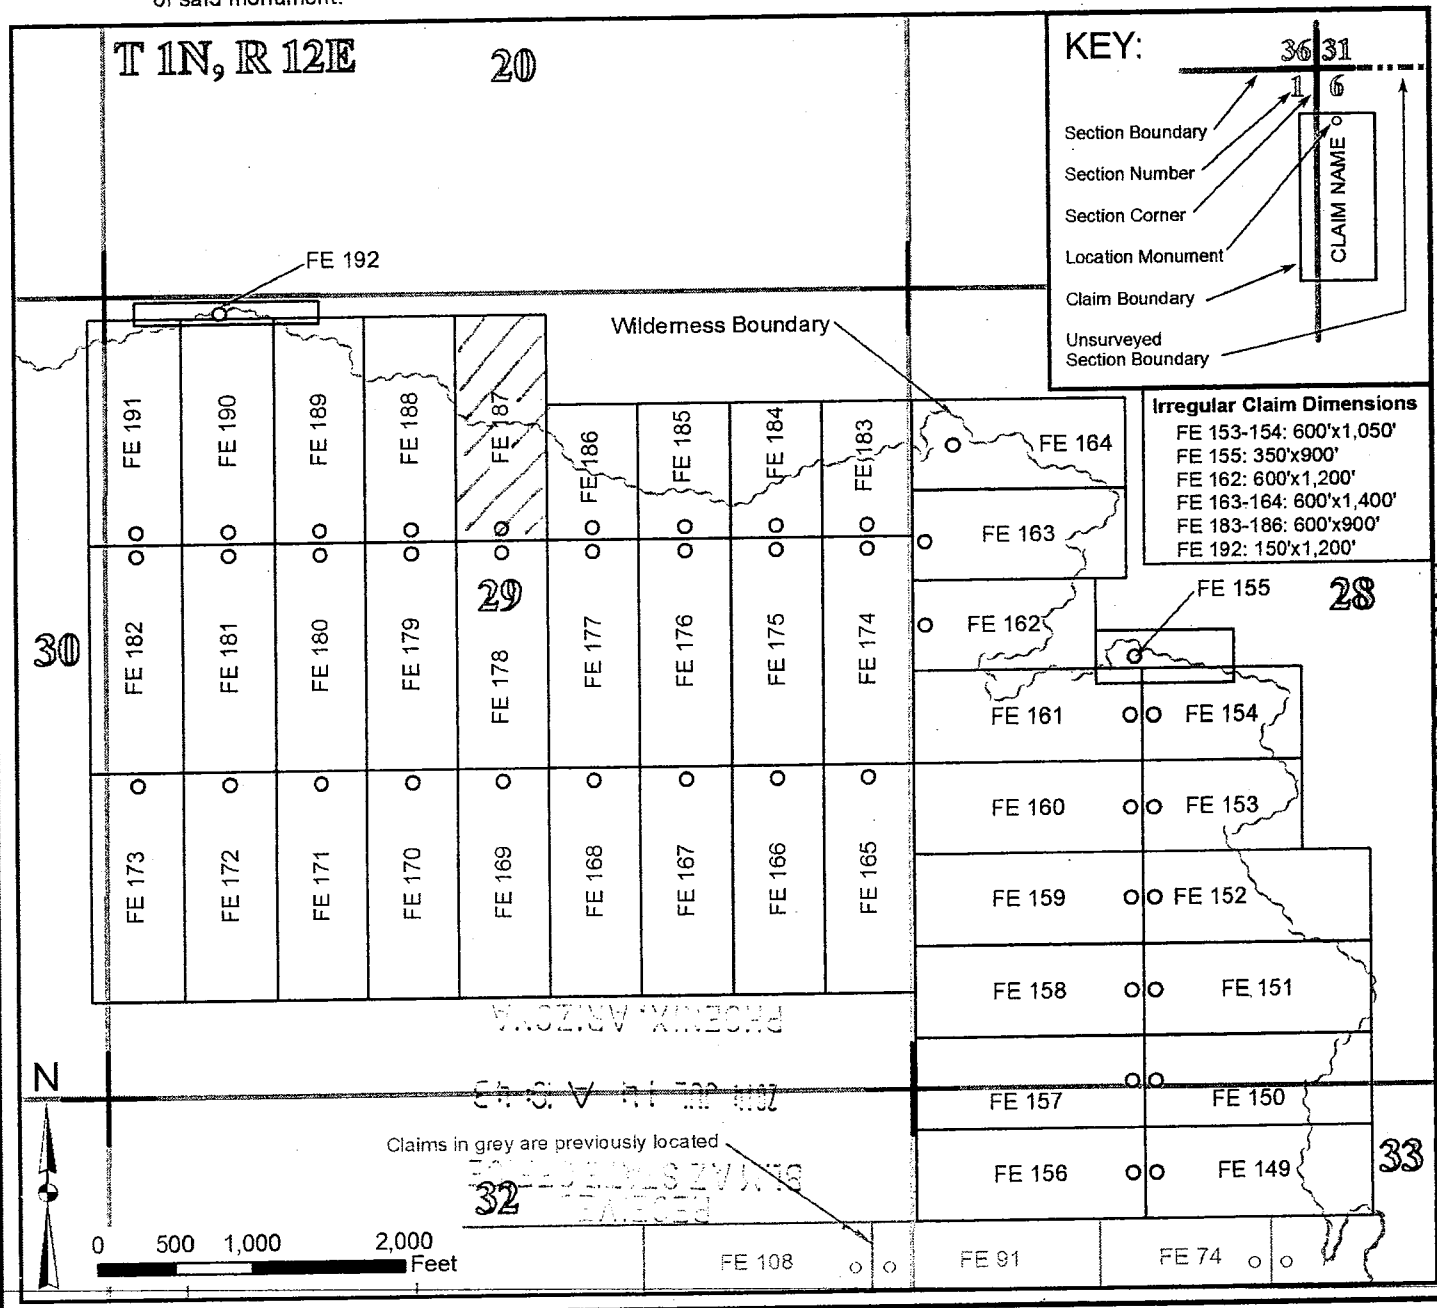 of said monument.
T 1N, R 12E
20
KEY:
36 31
1 6
Section Boundary
Section Number
Section Corner
Location Monument
Claim Boundary
Unsurveyed
Section Boundary
CLAIM NAME
FE 192
Wilderness Boundary
Irregular Claim Dimensions
FE 153-154: 600'x1,050'
FE 155: 350'x900'
FE 162: 600'x1,200'
FE 163-164: 600'x1,400'
FE 183-186: 600'x900'
FE 192: 150'x1,200'
FE 191
FE 190
FE 189
FE 188
FE 187
FE 186
FE 185
FE 184
FE 183
FE 164
FE 163
29
FE 155
28
30
FE 182
FE 181
FE 180
FE 179
FE 178
FE 177
FE 176
FE 175
FE 174
FE 162
FE 161
FE 154
FE 160
FE 153
FE 173
FE 172
FE 171
FE 170
FE 169
FE 168
FE 167
FE 166
FE 165
FE 159
FE 152
FE 158
FE 151
PHOENIX, ARIZONA
N
FE 157
FE 150
Claims in grey are previously located
32
FE 156
FE 149
33
0 500 1,000 2,000
Feet
FE 108
FE 91
FE 74